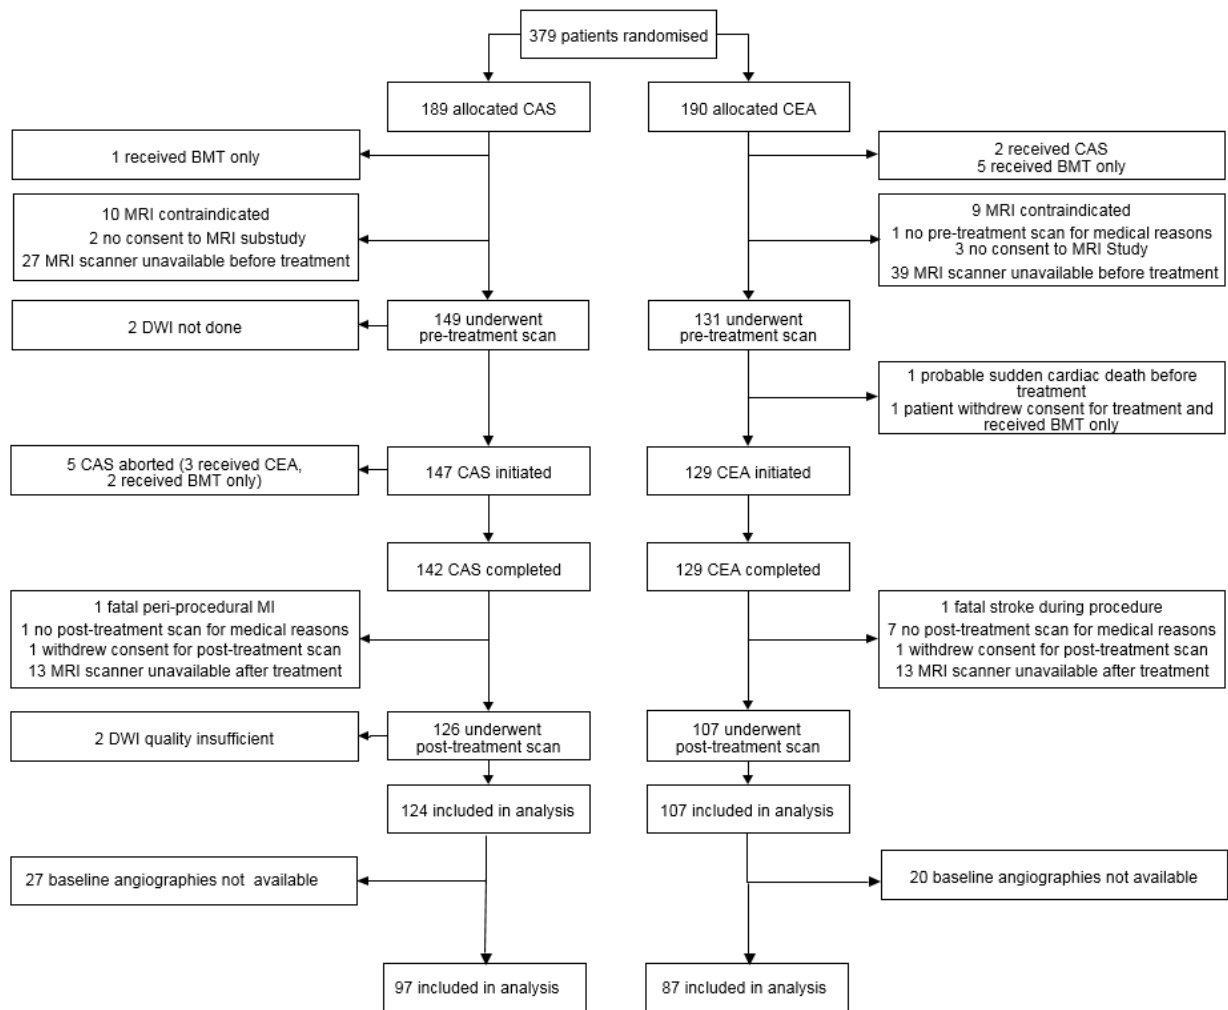 379 patients randomised
189 allocated CAS
190 allocated CEA
1 received BMT only
2 received CAS
5 received BMT only
10 MRI contraindicated
2 no consent to MRI substudy
27 MRI scanner unavailable before treatment
9 MRI contraindicated
1 no pre-treatment scan for medical reasons
3 no consent to MRI Study
39 MRI scanner unavailable before treatment
2 DWI not done
149 underwent
pre-treatment scan
131 underwent
pre-treatment scan
1 probable sudden cardiac death before
treatment
1 patient withdrew consent for treatment and
received BMT only
5 CAS aborted (3 received CEA,
2 received BMT only)
147 CAS initiated
129 CEA initiated
142 CAS completed
129 CEA completed
1 fatal peri-procedural MI
1 no post-treatment scan for medical reasons
1 withdrew consent for post-treatment scan
13 MRI scanner unavailable after treatment
1 fatal stroke during procedure
7 no post-treatment scan for medical reasons
1 withdrew consent for post-treatment scan
13 MRI scanner unavailable after treatment
2 DWI quality insufficient
126 underwent
post-treatment scan
107 underwent
post-treatment scan
124 included in analysis
107 included in analysis
27 baseline angiographies not available
20 baseline angiographies not available
97 included in analysis
87 included in analysis